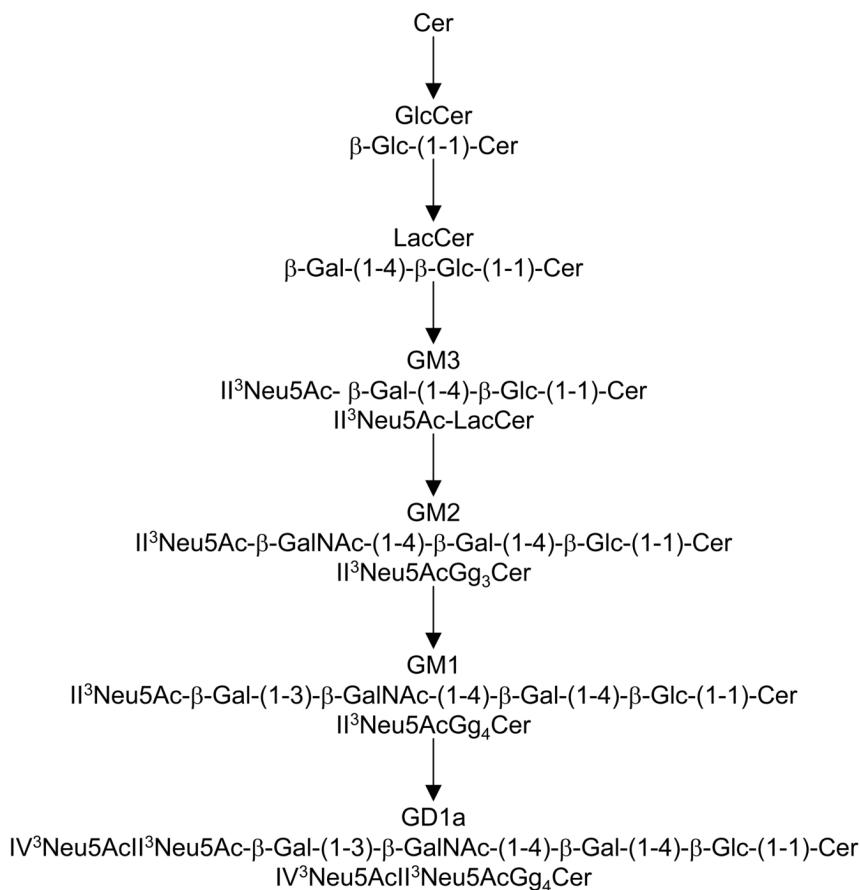 Cer
GlcCer
β-Glc-(1-1)-Cer
LacCer
β-Gal-(1-4)-β-Glc-(1-1)-Cer
GM3
II³Neu5Ac- β-Gal-(1-4)-β-Glc-(1-1)-Cer
II³Neu5Ac-LacCer
GM2
II³Neu5Ac-β-GalNAc-(1-4)-β-Gal-(1-4)-β-Glc-(1-1)-Cer
II³Neu5AcGg₃Cer
GM1
II³Neu5Ac-β-Gal-(1-3)-β-GalNAc-(1-4)-β-Gal-(1-4)-β-Glc-(1-1)-Cer
II³Neu5AcGg₄Cer
GD1a
IV³Neu5AcII³Neu5Ac-β-Gal-(1-3)-β-GalNAc-(1-4)-β-Gal-(1-4)-β-Glc-(1-1)-Cer
IV³Neu5AcII³Neu5AcGg₄Cer